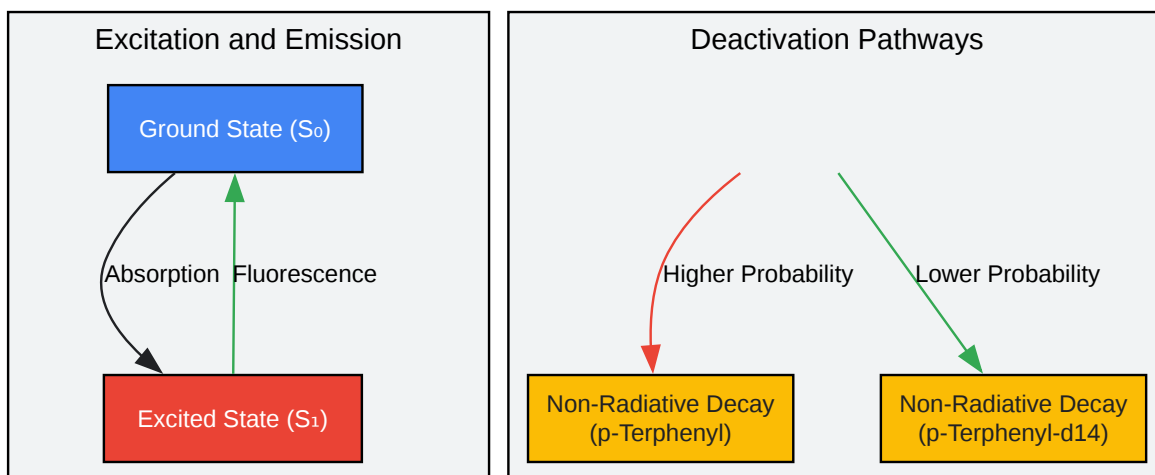 Excitation and Emission
Ground State (S₀)
Absorption
Fluorescence
Excited State (S₁)
Deactivation Pathways
Higher Probability
Lower Probability
Non-Radiative Decay
(p-Terphenyl)
Non-Radiative Decay
(p-Terphenyl-d14)